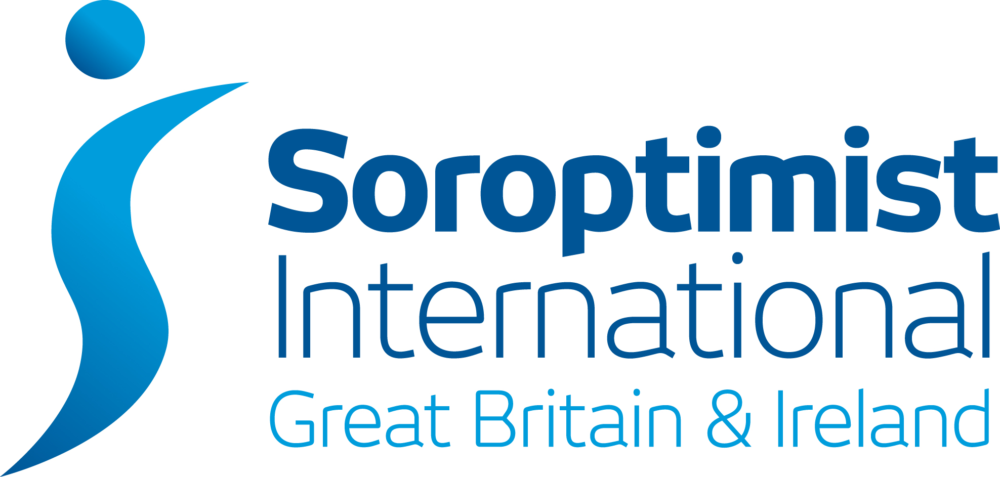 Soroptimist
International
Great Britain & Ireland